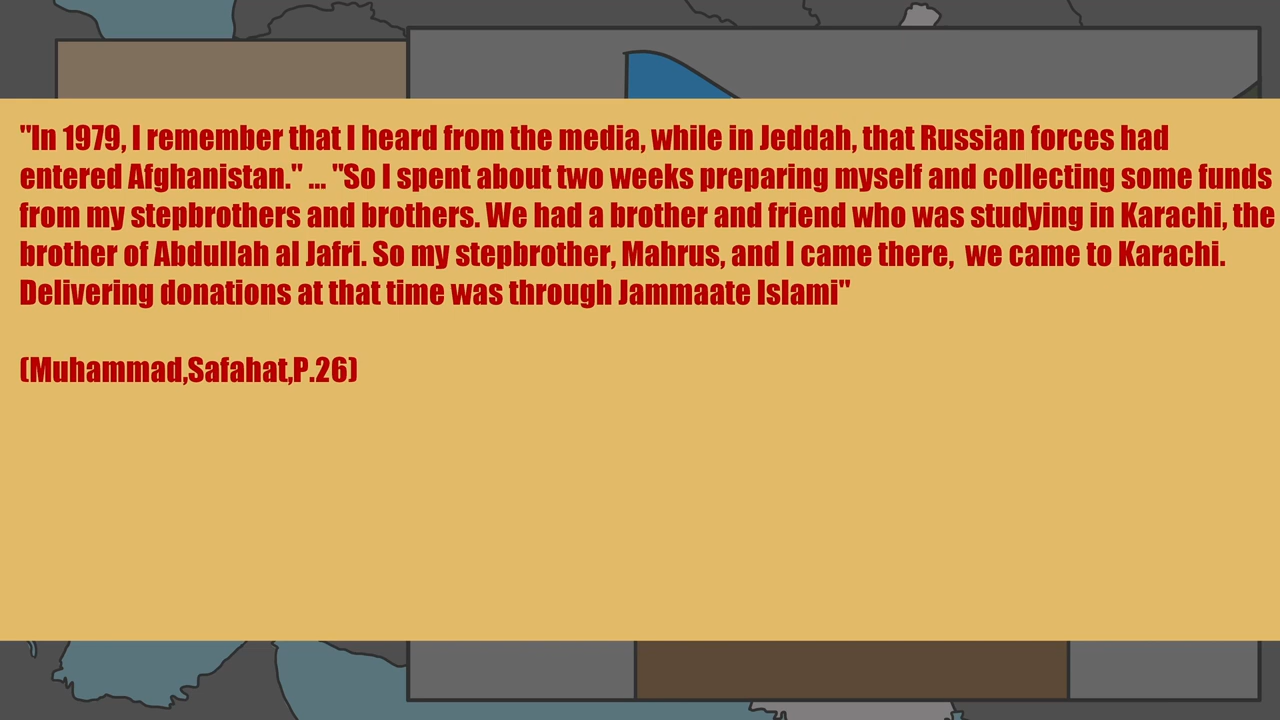 "In 1979, I remember that I heard from the media, while in Jeddah, that Russian forces had
entered Afghanistan." ... "So I spent about two weeks preparing myself and collecting some funds
from my stepbrothers and brothers. We had a brother and friend who was studying in Karachi, the
brother of Abdullah al Jafri. So my stepbrother, Mahrus, and I came there,  we came to Karachi.
Delivering donations at that time was through Jammaate Islami"
(Muhammad,Safahat,P.26)